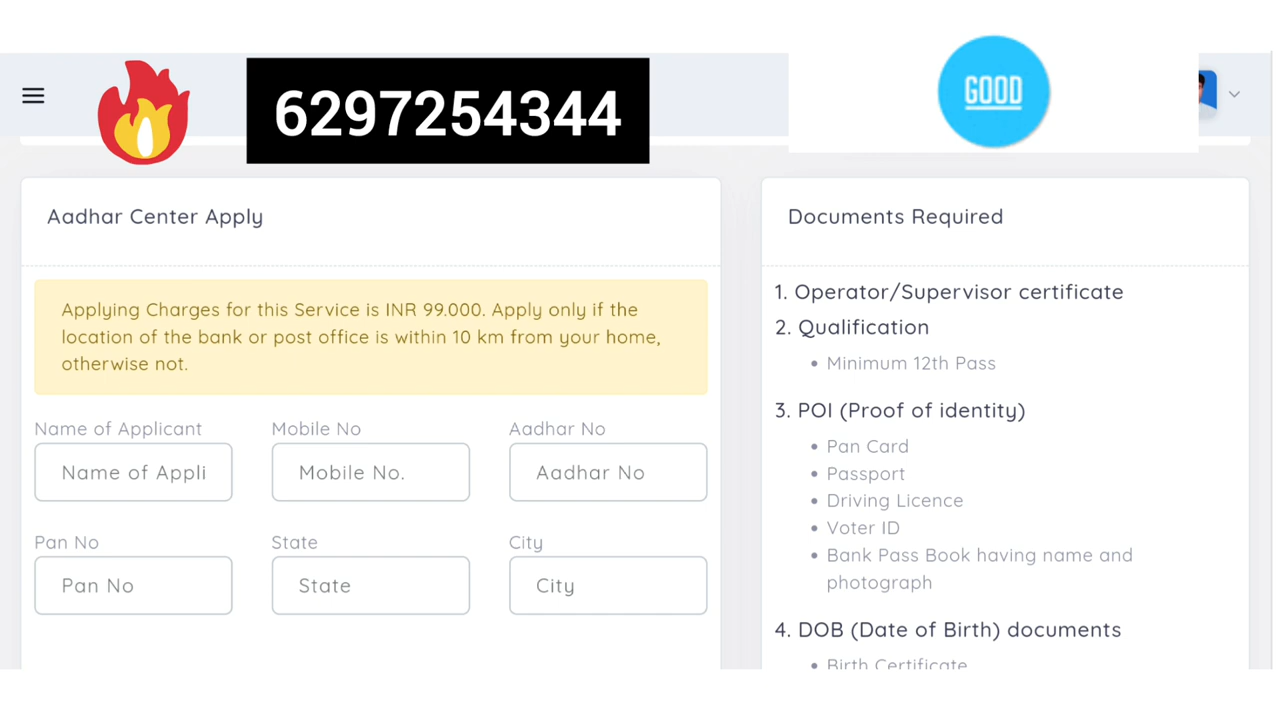 6297254344
GOOD
Aadhar Center Apply
Applying Charges for this Service is INR 99.000. Apply only if the
location of the bank or post office is within 10 km from your home,
otherwise not.
Name of Applicant
Mobile No
Aadhar No
Name of Appli
Mobile No.
Aadhar No
Pan No
State
City
Pan No
State
City
Documents Required
1. Operator/Supervisor certificate
2. Qualification
• Minimum 12th Pass
3. POI (Proof of identity)
• Pan Card
• Passport
• Driving Licence
• Voter ID
• Bank Pass Book having name and
photograph
4. DOB (Date of Birth) documents
• Birth Certificate